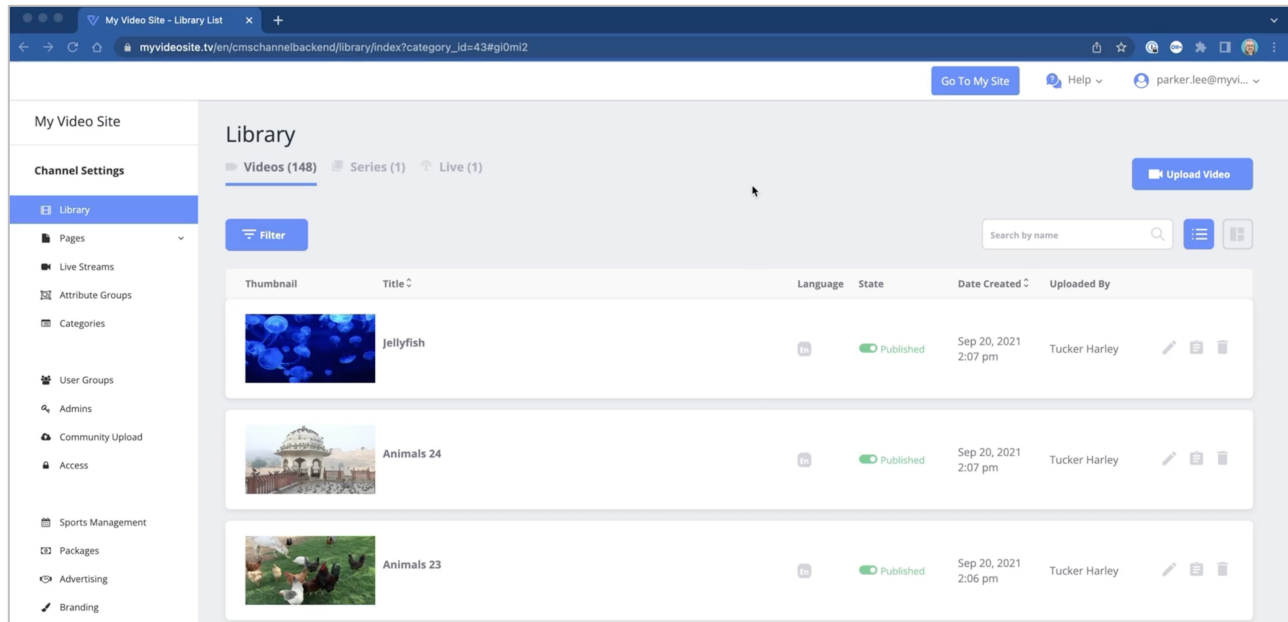 My Video Site - Library List
myvideosite.tv/en/cmschannelbackend/library/index?category_id=43#gi0mi2
Go To My Site
Help
parker.lee@myvi...
My Video Site
Channel Settings
Library
Pages
Live Streams
Attribute Groups
Categories
User Groups
Admins
Community Upload
Access
Sports Management
Packages
Advertising
Branding
Library
Videos (148) Series (1) Live (1)
Upload Video
Filter
Search by name
Thumbnail Title Language State Date Created Uploaded By
Jellyfish En Published Sep 20, 2021 Tucker Harley
2:07 pm
Animals 24 En Published Sep 20, 2021 Tucker Harley
2:07 pm
Animals 23 En Published Sep 20, 2021 Tucker Harley
2:06 pm